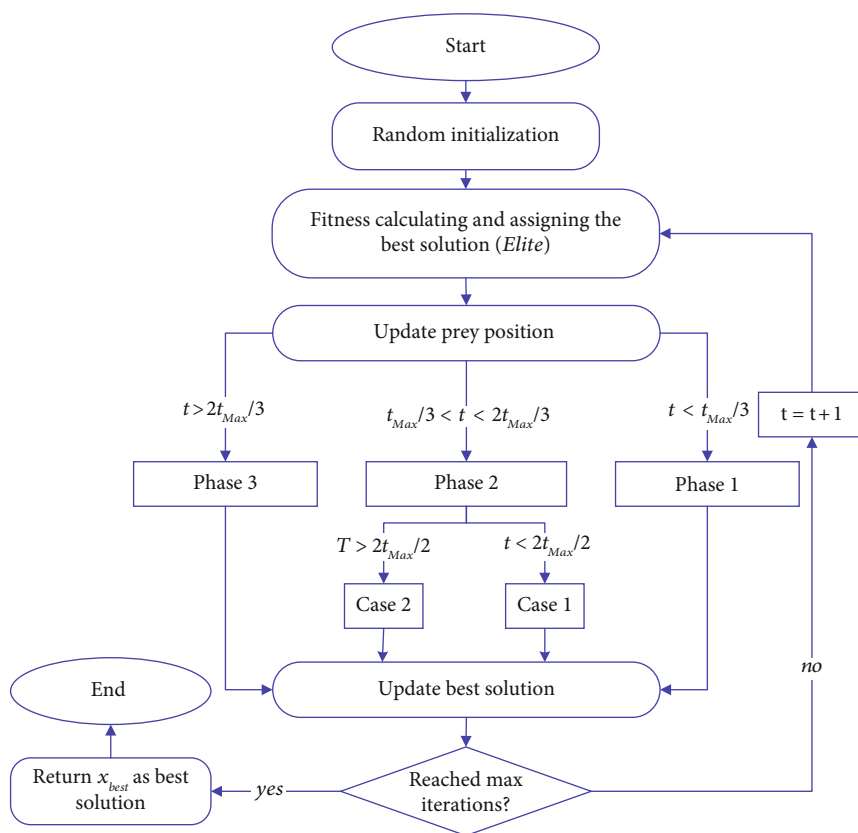 Start
Random initialization
Fitness calculating and assigning the
best solution (Elite)
Update prey position
t > 2t_Max/3
t_Max/3 < t < 2t_Max/3
t < t_Max/3
t = t+1
Phase 3
Phase 2
Phase 1
T > 2t_Max/2
t < 2t_Max/2
Case 2
Case 1
no
End
Update best solution
Return x_best as best
solution
yes
Reached max
iterations?